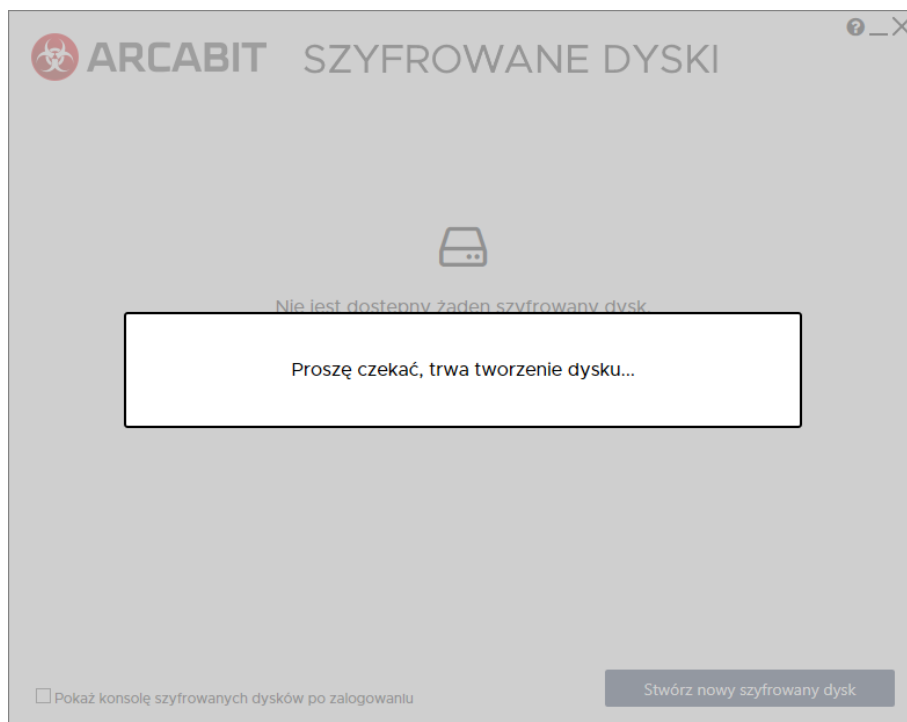 ARCABIT SZYFROWANE DYSKI
Nie jest dostępny żaden szyfrowany dysk.
Proszę czekać, trwa tworzenie dysku...
Pokaż konsolę szyfrowanych dysków po zalogowaniu
Stwórz nowy szyfrowany dysk